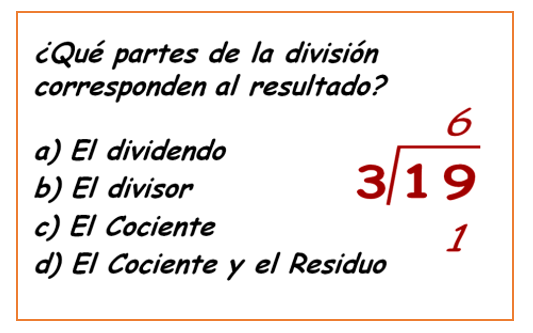 ¿Qué partes de la división
corresponden al resultado?
a) El dividendo
b) El divisor
c) El Cociente
d) El Cociente y el Residuo
6
3 19
1